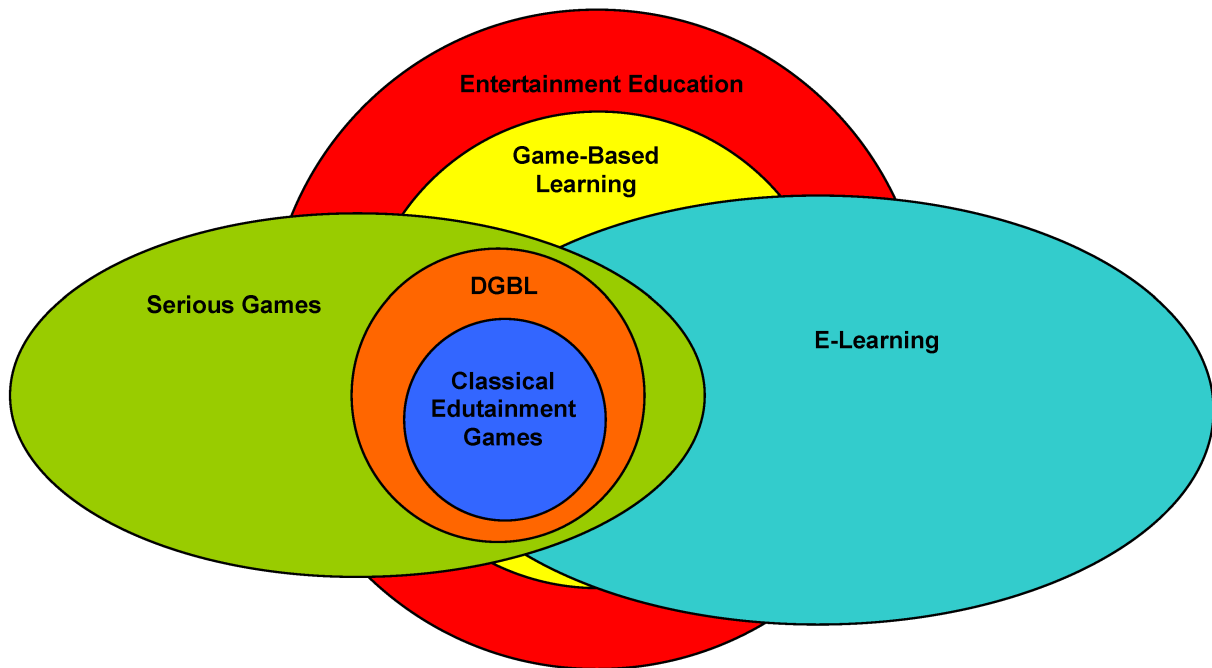 Entertainment Education
Game-Based
Learning
DGBL
Serious Games
E-Learning
Classical
Edutainment
Games